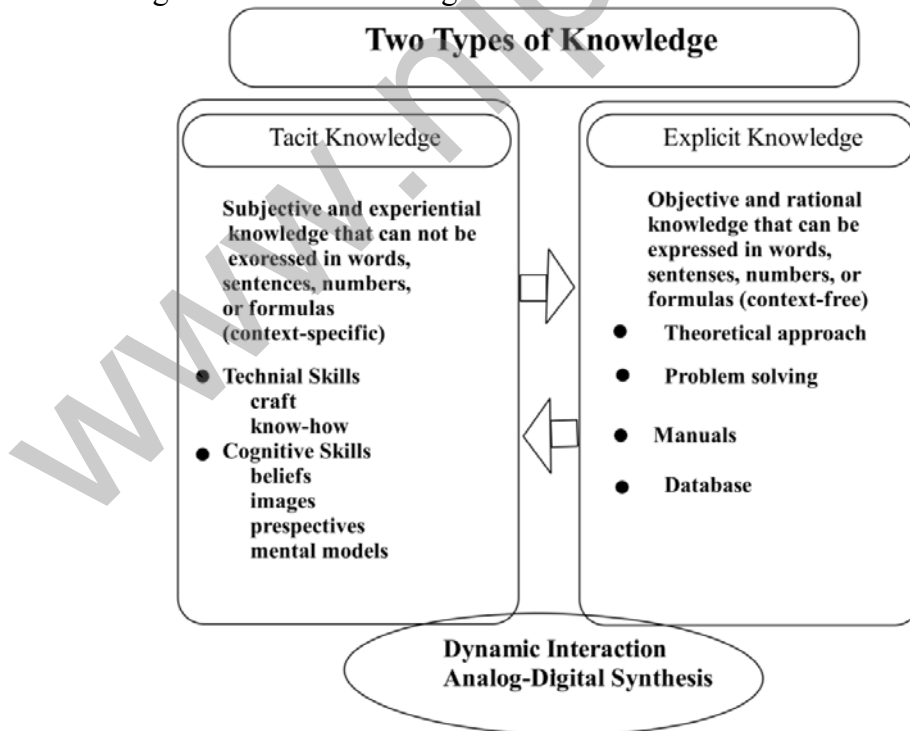 Two Types of Knowledge
Tacit Knowledge
Subjective and experiential
knowledge that can not be
exoressed in words,
sentences, numbers,
or formulas
(context-specific)
Technial Skills
craft
know-how
Cognitive Skills
beliefs
images
prespectives
mental models
Explicit Knowledge
Objective and rational
knowledge that can be
expressed in words,
sentenses, numbers, or
formulas (context-free)
Theoretical approach
Problem solving
Manuals
Database
Dynamic Interaction
Analog-Digital Synthesis
www.nip